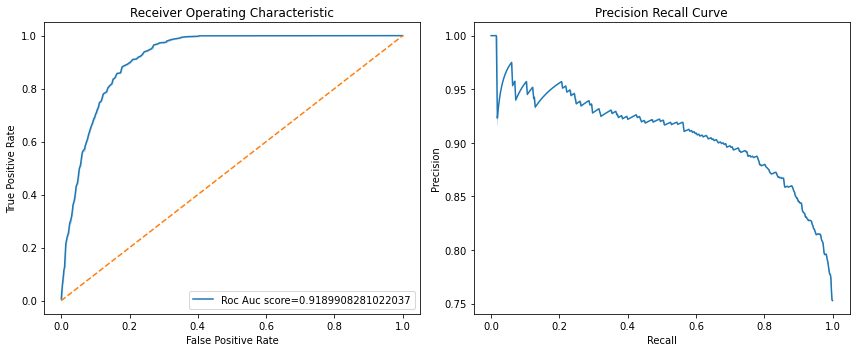 Receiver Operating Characteristic
1.0
0.8
0.6
0.4
0.2
0.0
True Positive Rate
Roc Auc score=0.9189908281022037
0.0 0.2 0.4 0.6 0.8 1.0
False Positive Rate
Precision Recall Curve
1.00
0.95
0.90
0.85
0.80
0.75
Precision
0.0 0.2 0.4 0.6 0.8 1.0
Recall